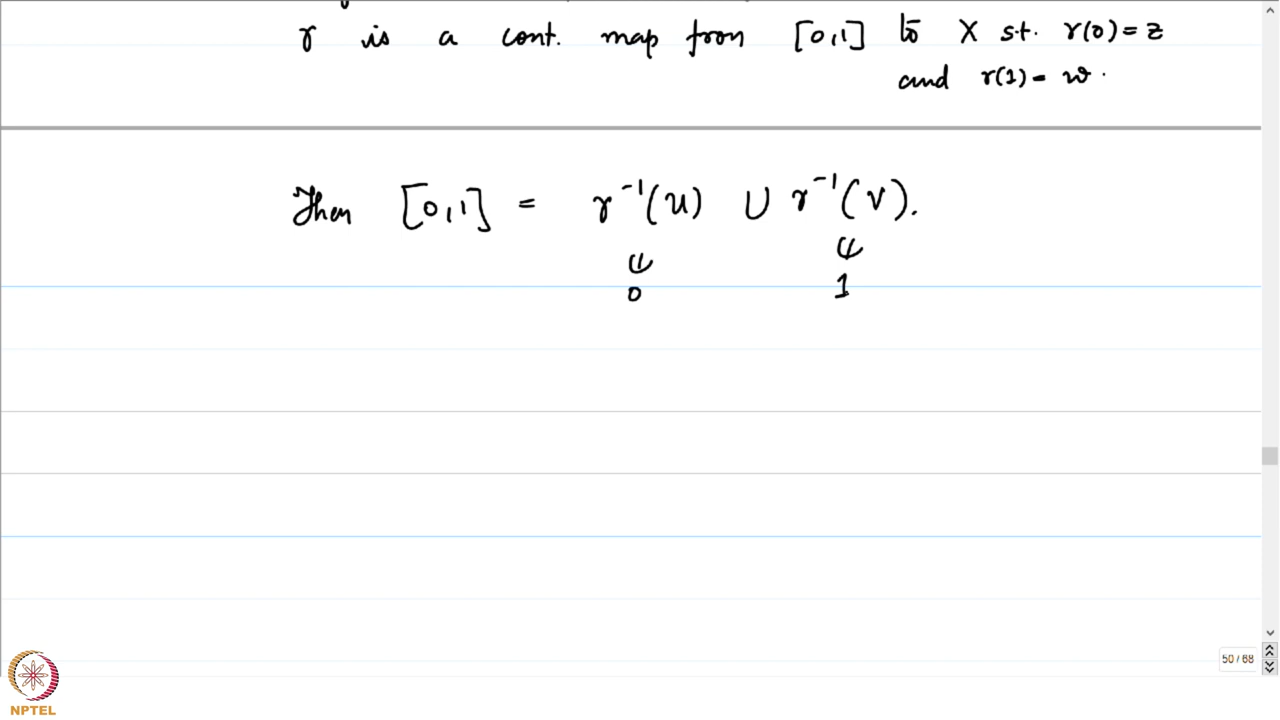 γ is a cont. map from [0,1] to X s.t. γ(0) = z
and γ(1) = w.
Then [0,1] = γ⁻¹(U) ∪ γ⁻¹(V).
⋓ ⋓
0 1
50 / 68
NPTEL